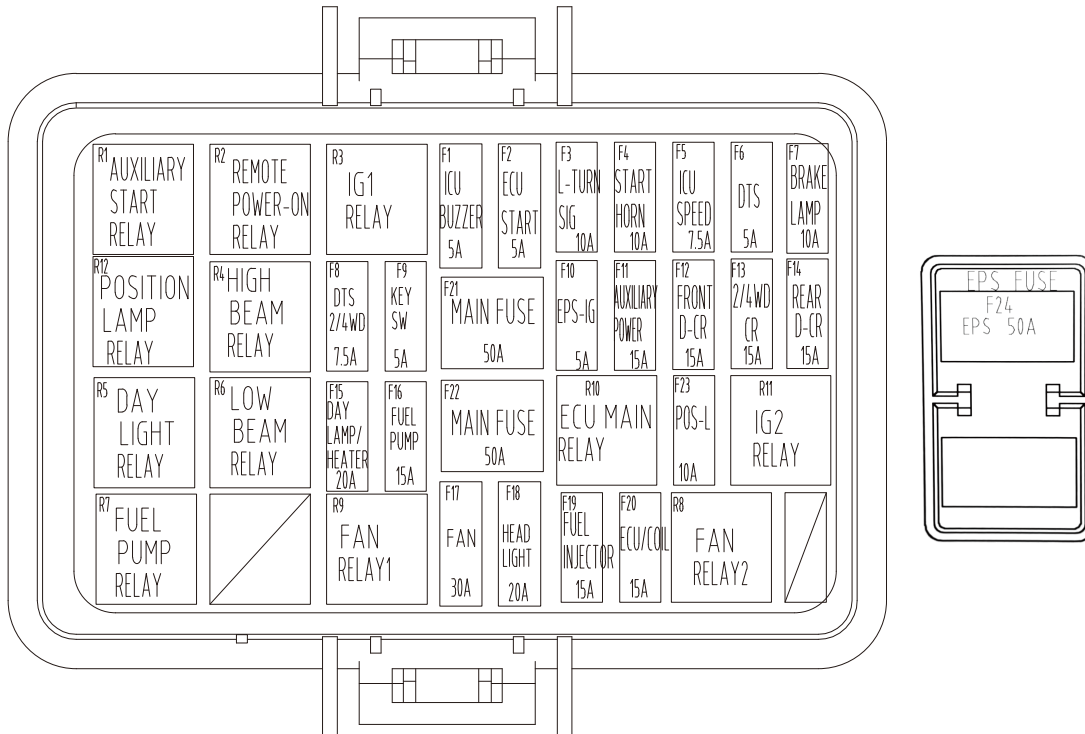 R1
AUXILIARY
START
RELAY
R2
REMOTE
POWER-ON
RELAY
R3
IG1
RELAY
F1
ICU
BUZZER
5A
F2
ECU
START
5A
F3
L-TURN
SIG
10A
F4
START
HORN
10A
F5
ICU
SPEED
7.5A
F6
DTS
5A
F7
BRAKE
LAMP
10A
R12
POSITION
LAMP
RELAY
R4
HIGH
BEAM
RELAY
F8
DTS
2/4WD
7.5A
F9
KEY
SW
5A
F21
MAIN FUSE
50A
F10
EPS-IG
5A
F11
AUXILIARY
POWER
15A
F12
FRONT
D-CR
15A
F13
2/4WD
CR
15A
F14
REAR
D-CR
15A
R5
DAY
LIGHT
RELAY
R6
LOW
BEAM
RELAY
F15
DAY
LAMP/
HEATER
20A
F16
FUEL
PUMP
15A
F22
MAIN FUSE
50A
R10
ECU MAIN
RELAY
F23
POS-L
10A
R11
IG2
RELAY
R7
FUEL
PUMP
RELAY
R9
FAN
RELAY1
F17
FAN
30A
F18
HEAD
LIGHT
20A
F19
FUEL
INJECTOR
15A
F20
ECU/COIL
15A
R8
FAN
RELAY2
EPS FUSE
F24
EPS 50A